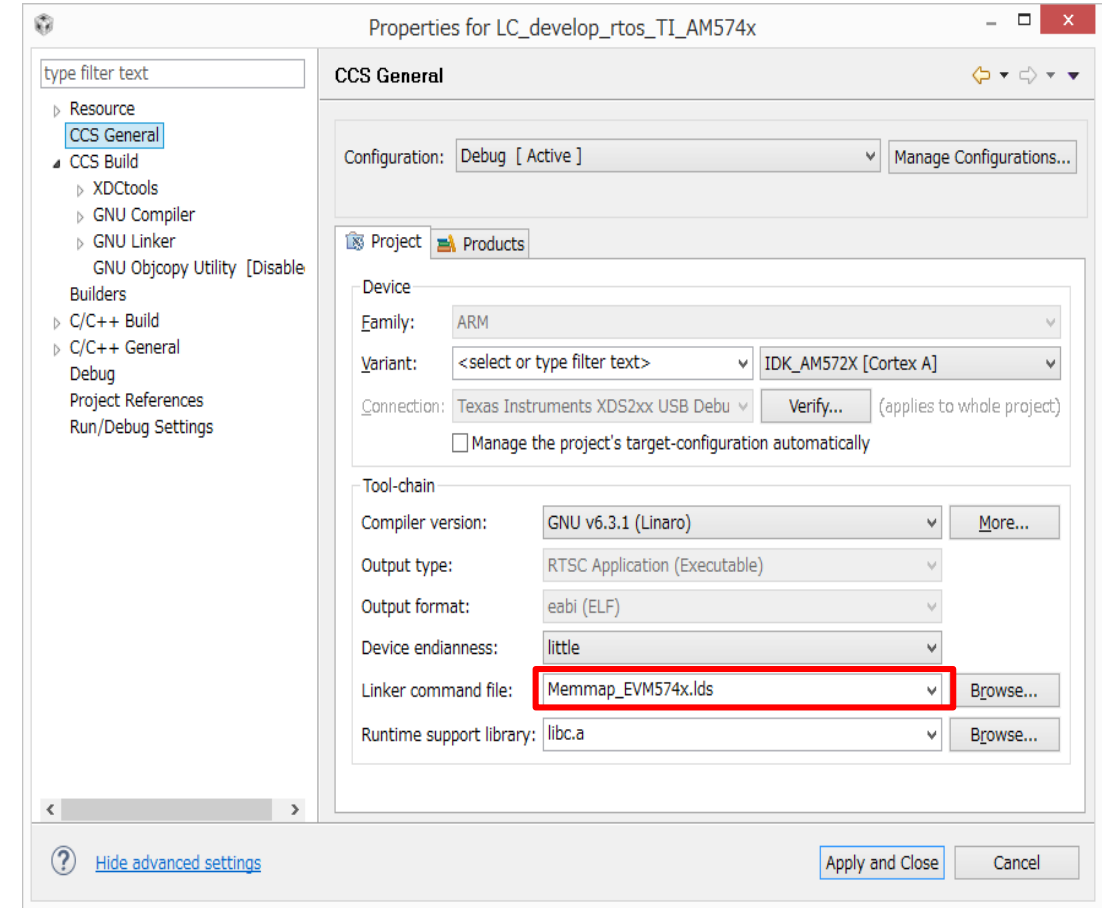 Properties for LC_develop_rtos_TI_AM574x
type filter text
Resource
CCS General
CCS Build
XDCtools
GNU Compiler
GNU Linker
GNU Objcopy Utility [Disable
Builders
C/C++ Build
C/C++ General
Debug
Project References
Run/Debug Settings
CCS General
Configuration: Debug [ Active ] Manage Configurations...
Project Products
Device
Family: ARM
Variant: <select or type filter text> IDK_AM572X [Cortex A]
Connection: Texas Instruments XDS2xx USB Debu Verify... (applies to whole project)
Manage the project's target-configuration automatically
Tool-chain
Compiler version: GNU v6.3.1 (Linaro) More...
Output type: RTSC Application (Executable)
Output format: eabi (ELF)
Device endianness: little
Linker command file: Memmap_EVM574x.lds Browse...
Runtime support library: libc.a Browse...
Hide advanced settings
Apply and Close Cancel